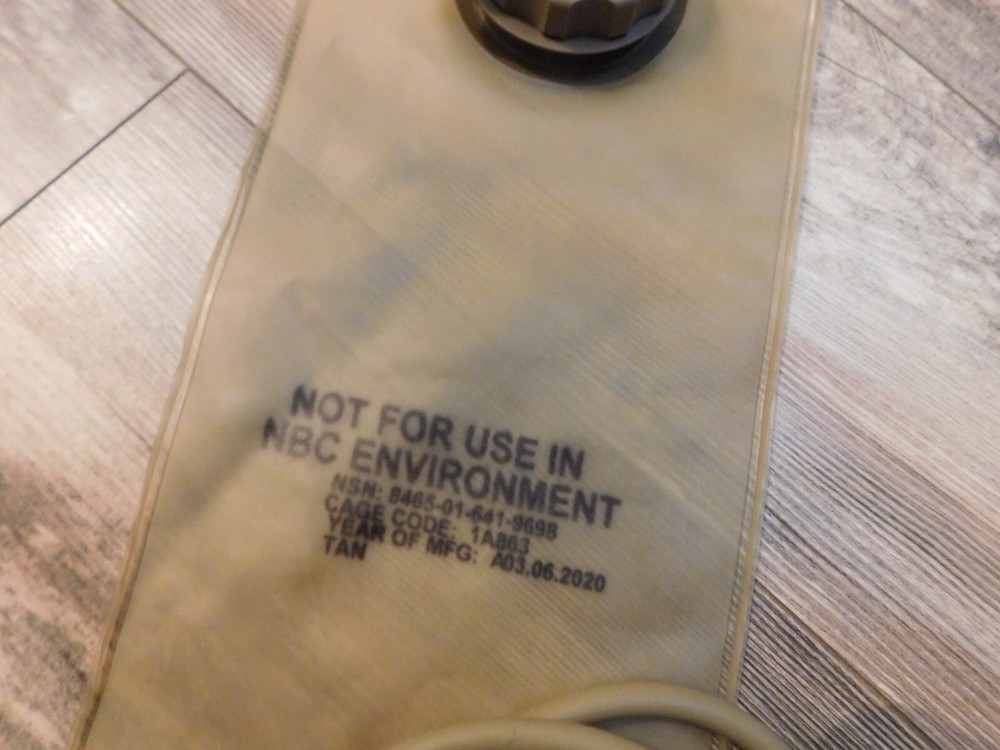 NOT FOR USE IN
NBC ENVIRONMENT
NSN: 8465-01-641-9698
CAGE CODE: 1A863
YEAR OF MFG: A03.06.2020
TAN